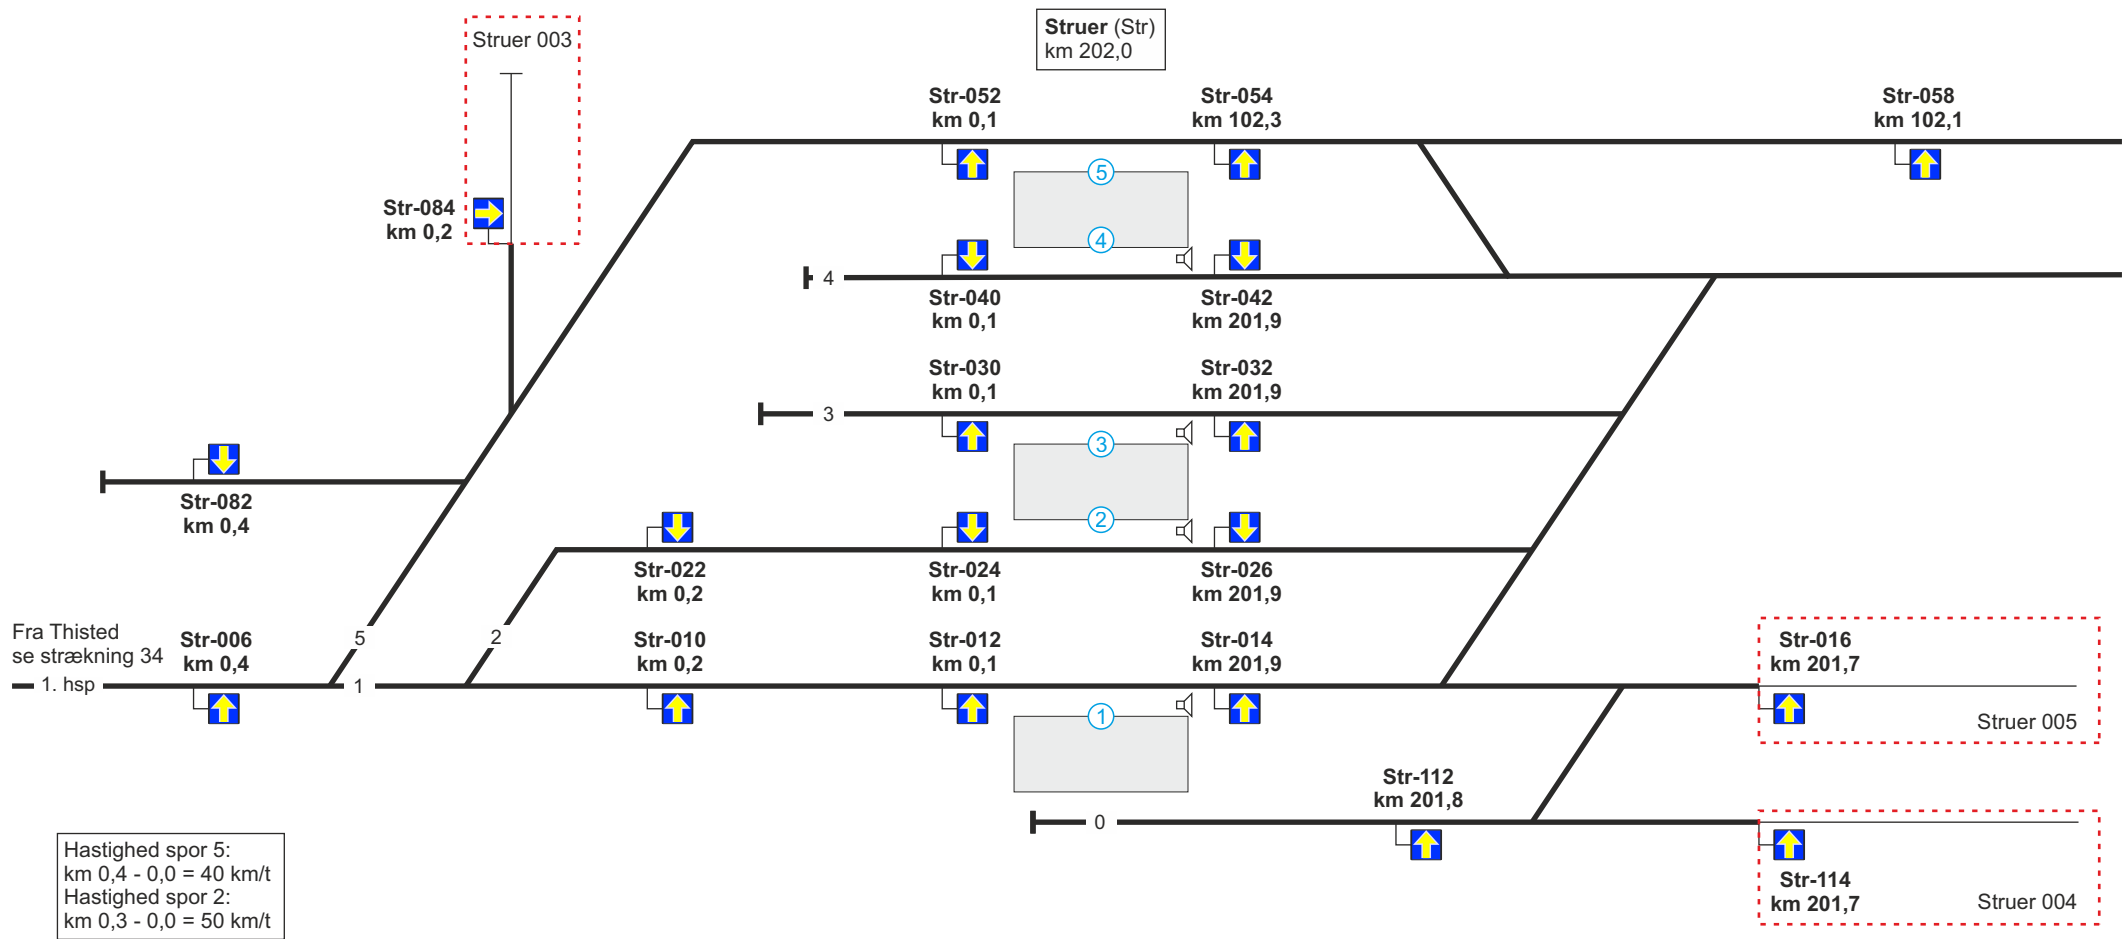 Struer 003
Struer (Str)
km 202,0
Str-052
km 0,1
Str-054
km 102,3
Str-058
km 102,1
5
Str-084
km 0,2
4
4
Str-040
km 0,1
Str-042
km 201,9
Str-030
km 0,1
Str-032
km 201,9
3
3
Str-082
km 0,4
2
Str-022
km 0,2
Str-024
km 0,1
Str-026
km 201,9
Fra Thisted
se strækning 34
1. hsp
Str-006
km 0,4
5
2
1
Str-010
km 0,2
Str-012
km 0,1
Str-014
km 201,9
Str-016
km 201,7
Struer 005
1
Str-112
km 201,8
0
Str-114
km 201,7
Struer 004
Hastighed spor 5:
km 0,4 - 0,0 = 40 km/t
Hastighed spor 2:
km 0,3 - 0,0 = 50 km/t